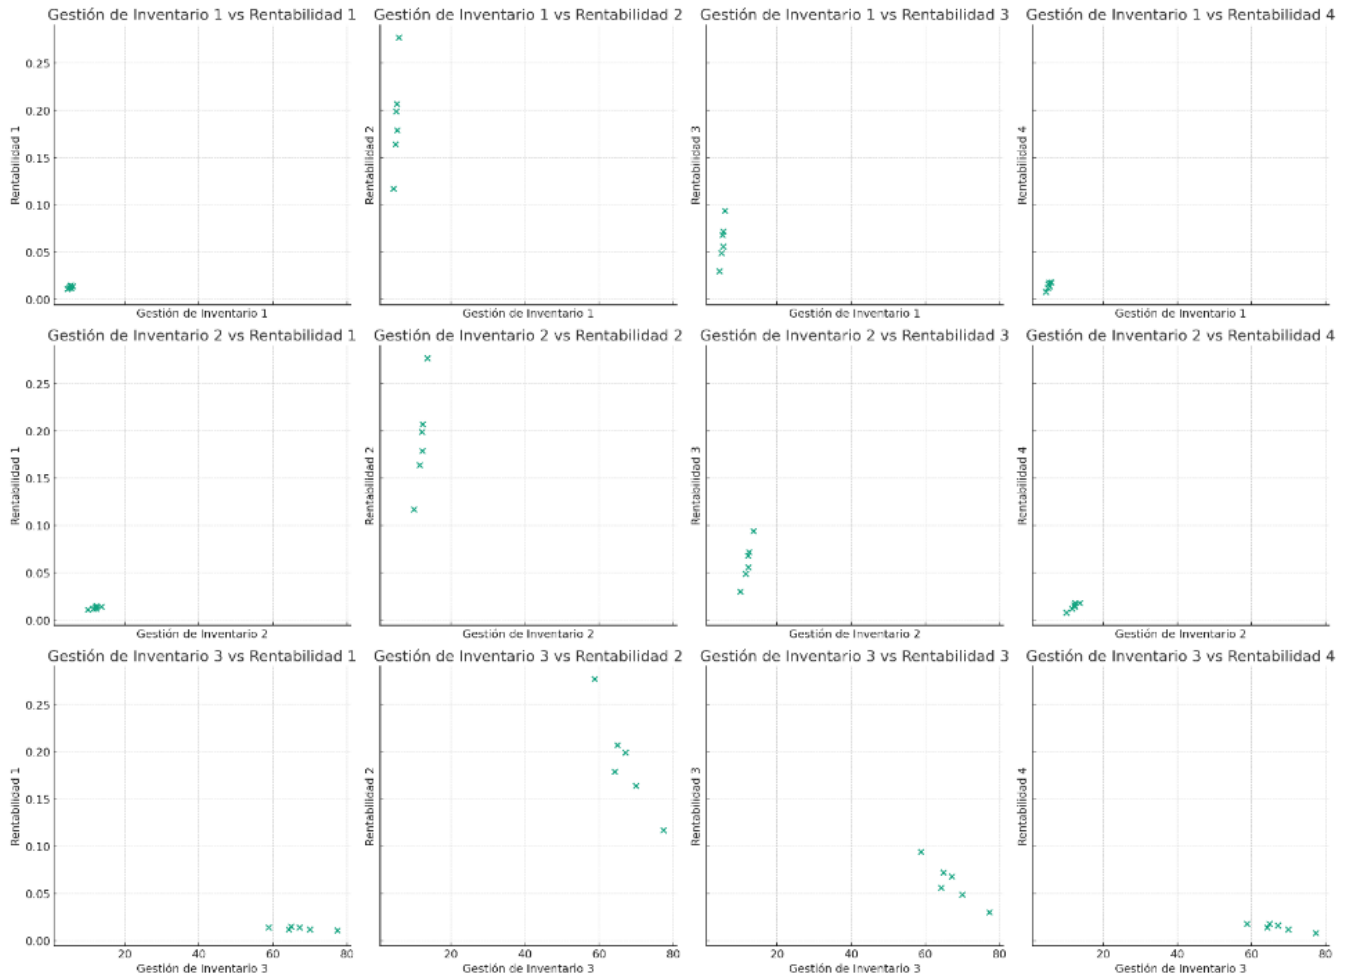 Gestión de Inventario 1 vs Rentabilidad 1
Gestión de Inventario 1 vs Rentabilidad 2
Gestión de Inventario 1 vs Rentabilidad 3
Gestión de Inventario 1 vs Rentabilidad 4
0.25
0.20
0.15
0.10
0.05
0.00
Rentabilidad 1
Rentabilidad 2
Rentabilidad 3
Rentabilidad 4
20
40
60
80
20
40
60
80
20
40
60
80
20
40
60
80
Gestión de Inventario 1
Gestión de Inventario 1
Gestión de Inventario 1
Gestión de Inventario 1
Gestión de Inventario 2 vs Rentabilidad 1
Gestión de Inventario 2 vs Rentabilidad 2
Gestión de Inventario 2 vs Rentabilidad 3
Gestión de Inventario 2 vs Rentabilidad 4
0.25
0.20
0.15
0.10
0.05
0.00
Rentabilidad 1
Rentabilidad 2
Rentabilidad 3
Rentabilidad 4
Gestión de Inventario 2
Gestión de Inventario 2
Gestión de Inventario 2
Gestión de Inventario 2
Gestión de Inventario 3 vs Rentabilidad 1
Gestión de Inventario 3 vs Rentabilidad 2
Gestión de Inventario 3 vs Rentabilidad 3
Gestión de Inventario 3 vs Rentabilidad 4
0.25
0.20
0.15
0.10
0.05
0.00
Rentabilidad 1
Rentabilidad 2
Rentabilidad 3
Rentabilidad 4
Gestión de Inventario 3
Gestión de Inventario 3
Gestión de Inventario 3
Gestión de Inventario 3